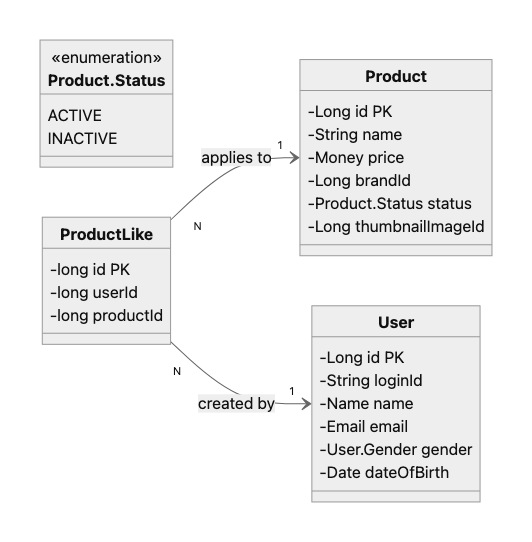 «enumeration»
Product.Status
ACTIVE
INACTIVE
Product
-Long id PK
-String name
-Money price
-Long brandId
-Product.Status status
-Long thumbnailImageId
applies to
1
N
ProductLike
-long id PK
-long userId
-long productId
N
created by
1
User
-Long id PK
-String loginId
-Name name
-Email email
-User.Gender gender
-Date dateOfBirth